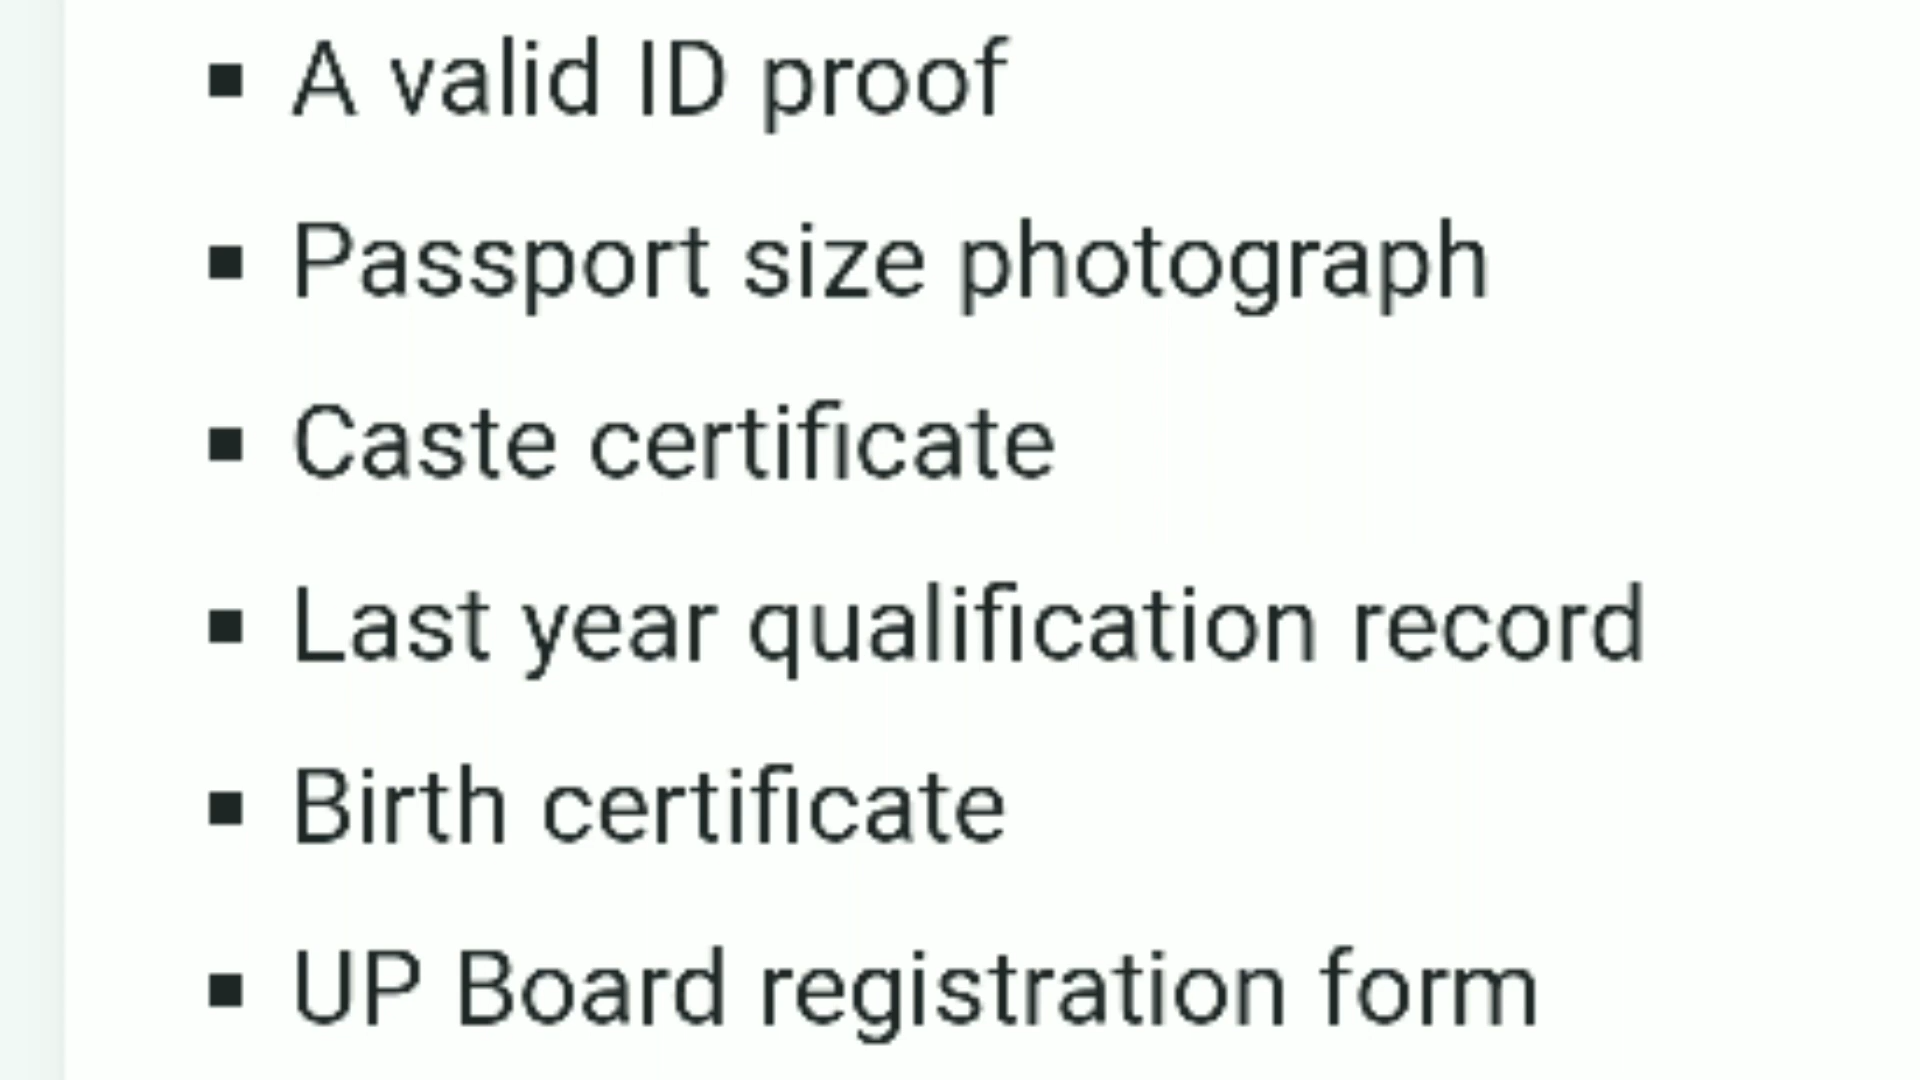 ▪ A valid ID proof
▪ Passport size photograph
▪ Caste certificate
▪ Last year qualification record
▪ Birth certificate
▪ UP Board registration form